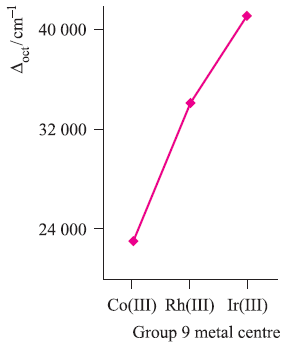 Δoct/cm⁻¹
40 000
32 000
24 000
Co(III) Rh(III) Ir(III)
Group 9 metal centre